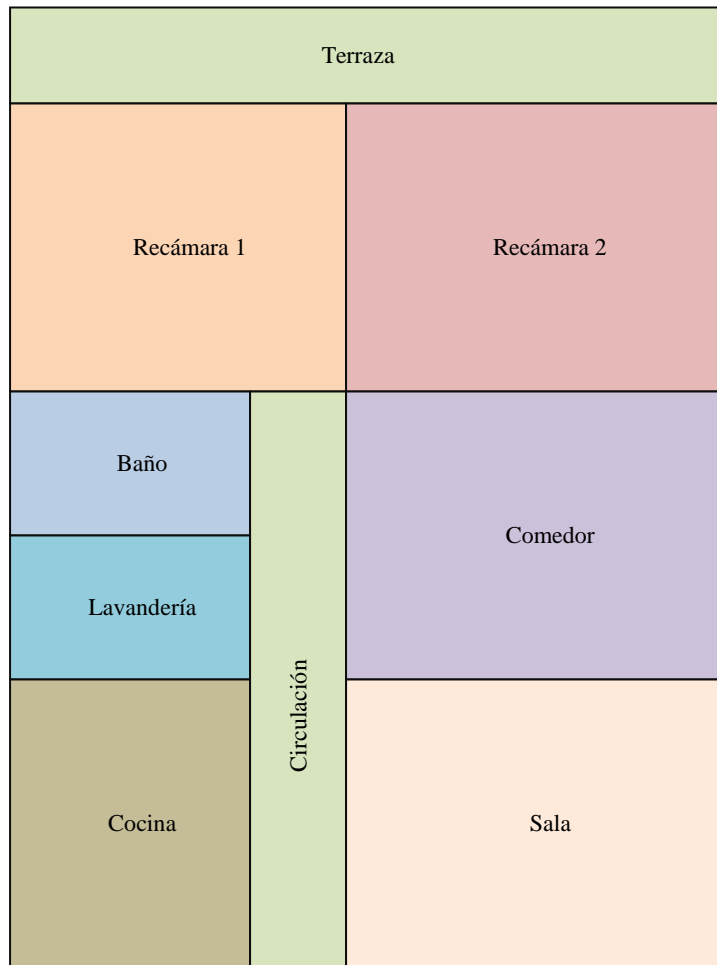 Terraza
Recámara 1
Recámara 2
Baño
Comedor
Lavandería
Circulación
Cocina
Sala